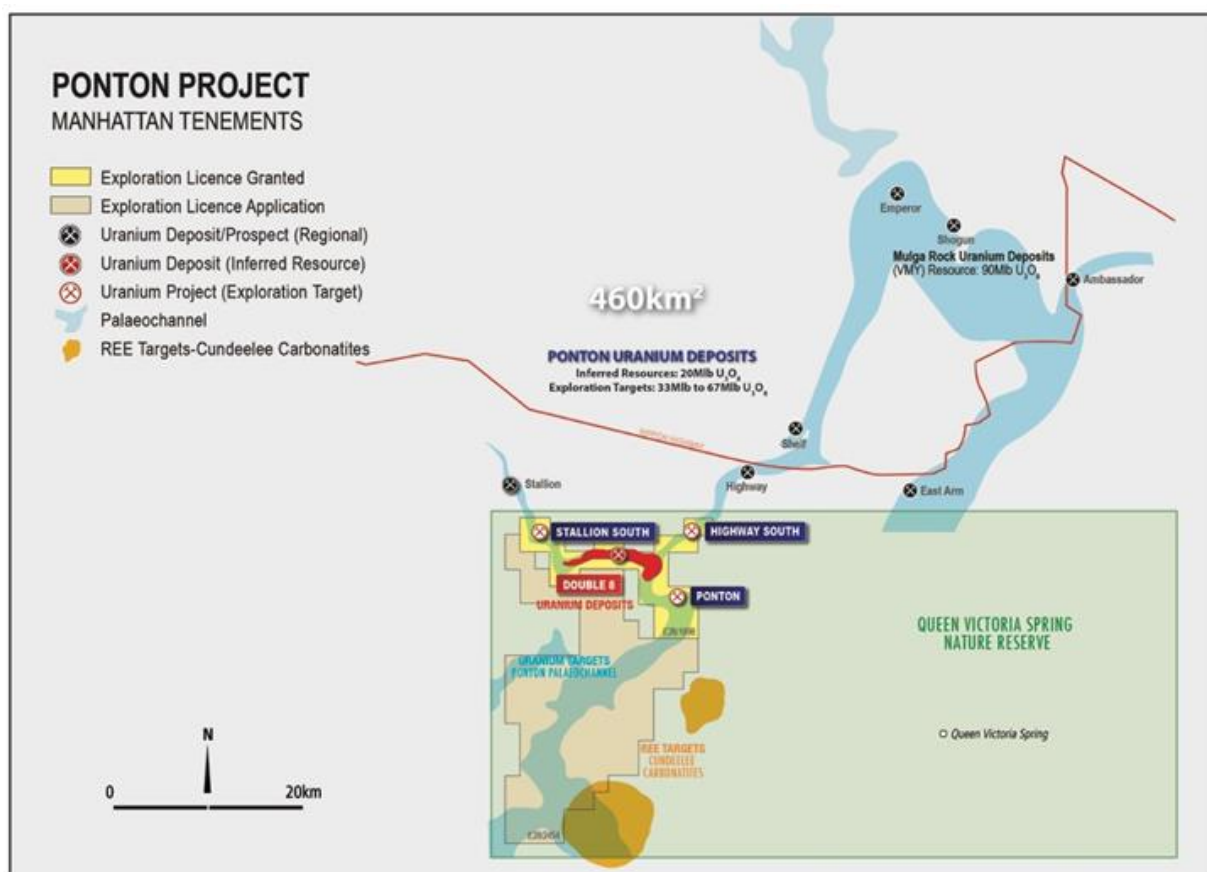 PONTON PROJECT
MANHATTAN TENEMENTS
Exploration Licence Granted
Exploration Licence Application
Uranium Deposit/Prospect (Regional)
Uranium Deposit (Inferred Resource)
Uranium Project (Exploration Target)
Palaeochannel
REE Targets-Cundeelee Carbonatites
Emperor
Shogun
Mulga Rock Uranium Deposits
(VMY) Resource: 90Mlb U₃O₈
Ambassador
460km²
PONTON URANIUM DEPOSITS
Inferred Resources: 20Mlb U₃O₈
Exploration Targets: 33Mlb to 67Mlb U₃O₈
Shelf
Highway
East Arm
Stallion
STALLION SOUTH
HIGHWAY SOUTH
DOUBLE 8
URANIUM DEPOSITS
PONTON
QUEEN VICTORIA SPRING
NATURE RESERVE
URANIUM TARGETS
PONTON PALAEOCHANNEL
Queen Victoria Spring
REE TARGETS
CUNDEELEE
CARBONATITES
N
0 20km